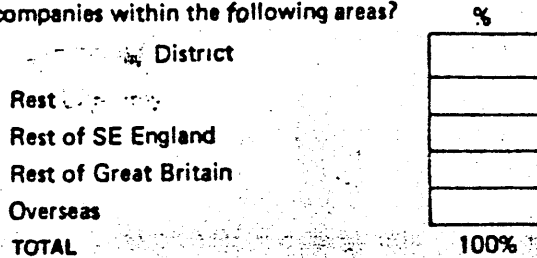 companies within the following areas? %
District
Rest
Rest of SE England
Rest of Great Britain
Overseas
TOTAL 100%